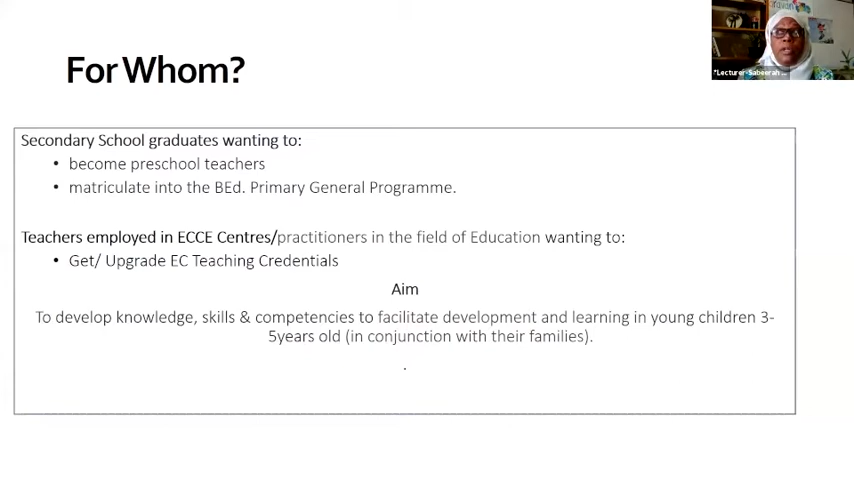 For Whom?
"Lecturer-Sabeerah ...
Secondary School graduates wanting to:
• become preschool teachers
• matriculate into the BEd. Primary General Programme.
Teachers employed in ECCE Centres/practitioners in the field of Education wanting to:
• Get/ Upgrade EC Teaching Credentials
Aim
To develop knowledge, skills & competencies to facilitate development and learning in young children 3-
5years old (in conjunction with their families).
.